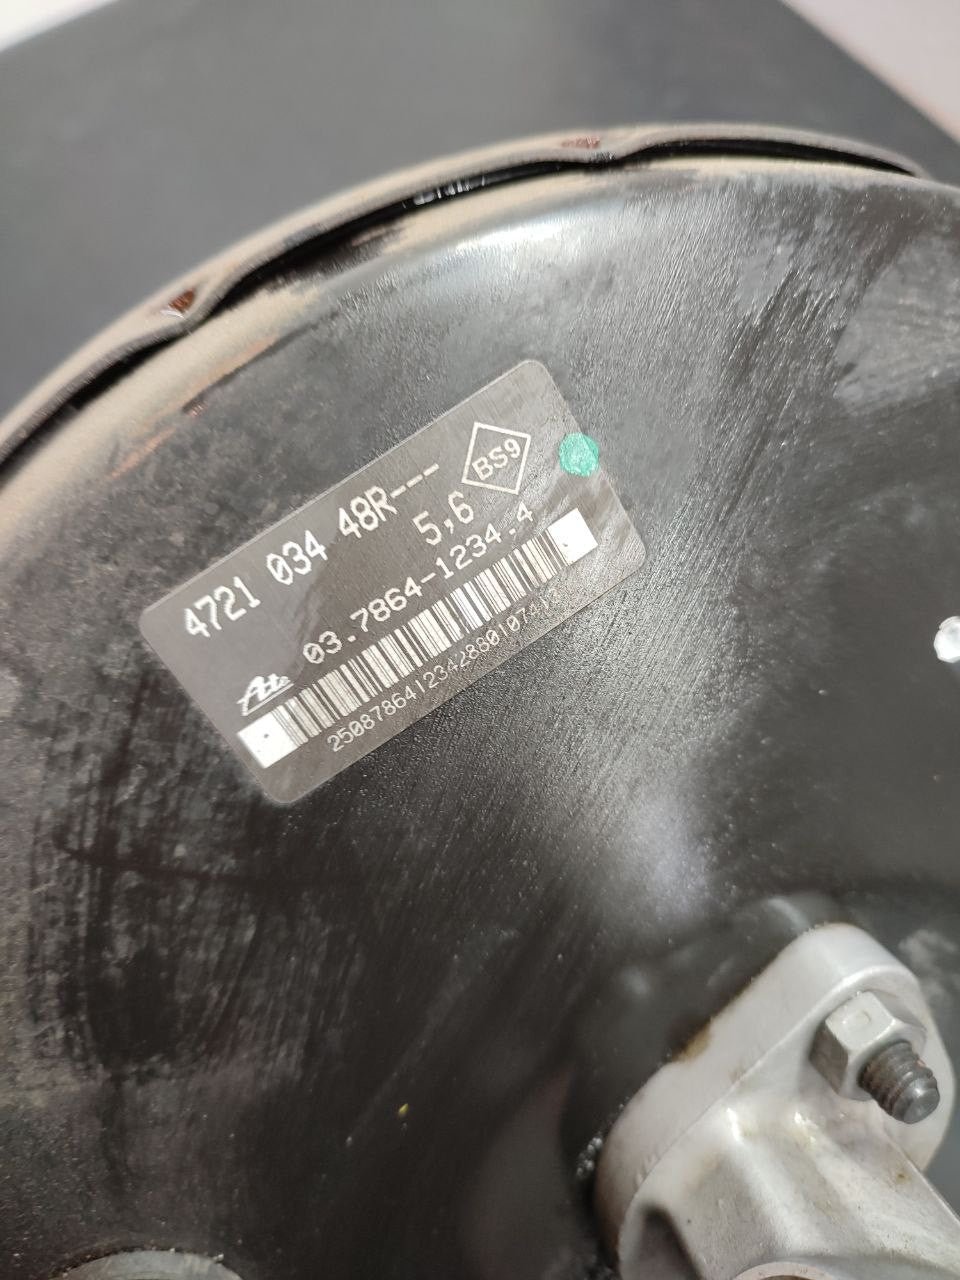 4721 034 48R---
5,6
BS9
03.7864-1234.4
Ate
25087864123428801074